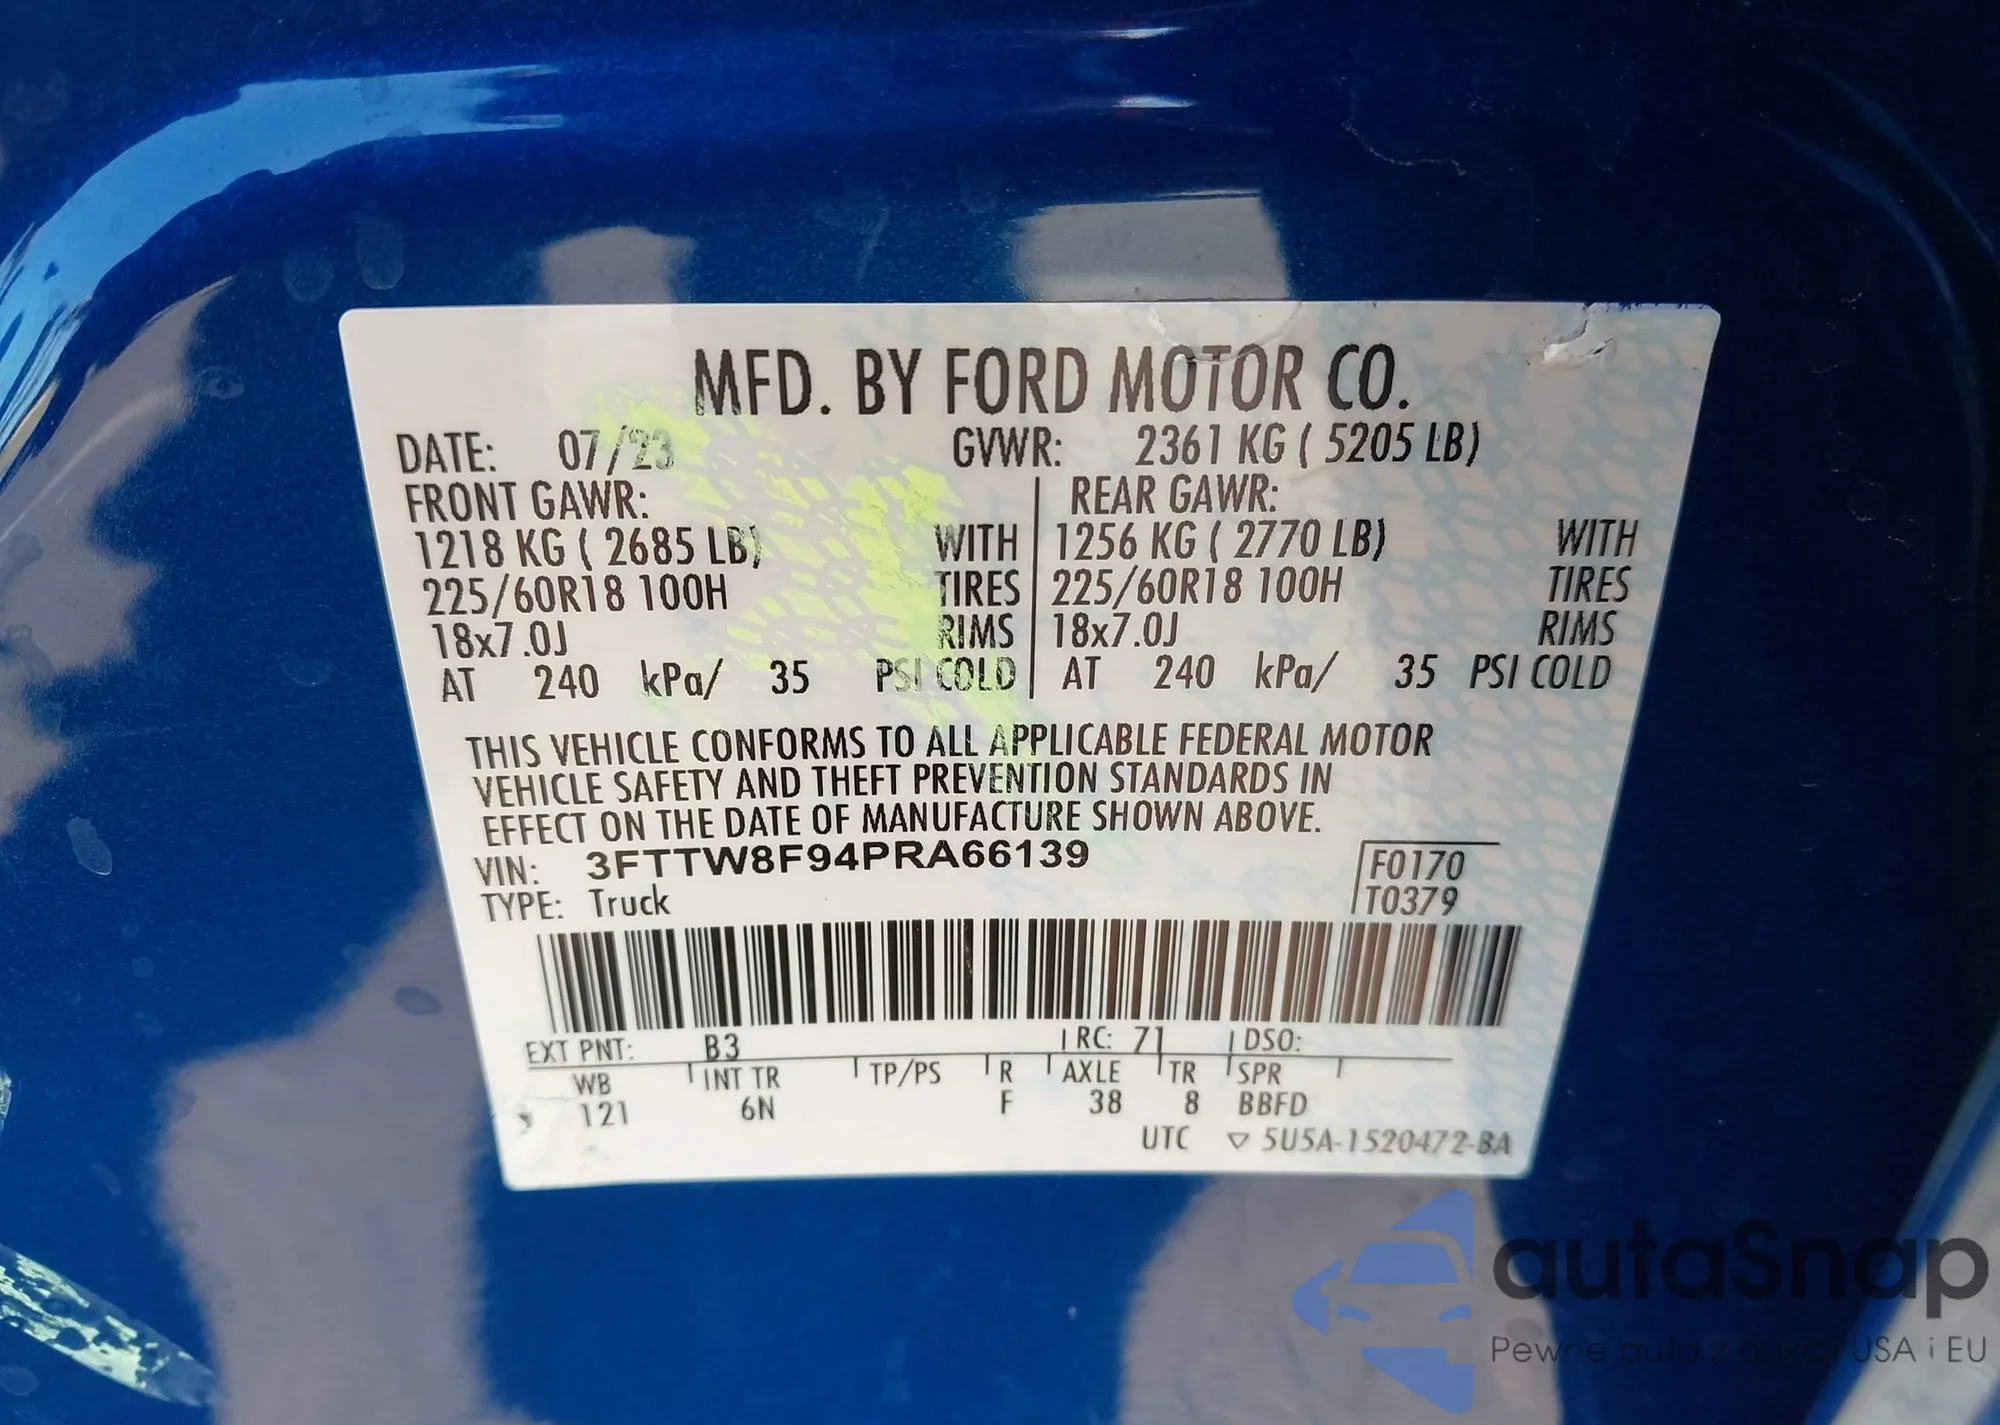 MFD. BY FORD MOTOR CO.
DATE: 07/23 GVWR: 2361 KG ( 5205 LB)
FRONT GAWR: REAR GAWR:
1218 KG ( 2685 LB) WITH 1256 KG ( 2770 LB) WITH
225/60R18 100H TIRES 225/60R18 100H TIRES
18x7.0J RIMS 18x7.0J RIMS
AT 240 kPa/ 35 PSI COLD AT 240 kPa/ 35 PSI COLD
THIS VEHICLE CONFORMS TO ALL APPLICABLE FEDERAL MOTOR
VEHICLE SAFETY AND THEFT PREVENTION STANDARDS IN
EFFECT ON THE DATE OF MANUFACTURE SHOWN ABOVE.
VIN: 3FTTW8F94PRA66139 F0170
TYPE: Truck T0379
EXT PNT: B3 RC: 71 DSO:
WB INT TR TP/PS R AXLE TR SPR
121 6N F 38 8 BBFD
UTC ▽ 5U5A-1520472-BA
autaSnap
Pewne auta z aukcji USA i EU